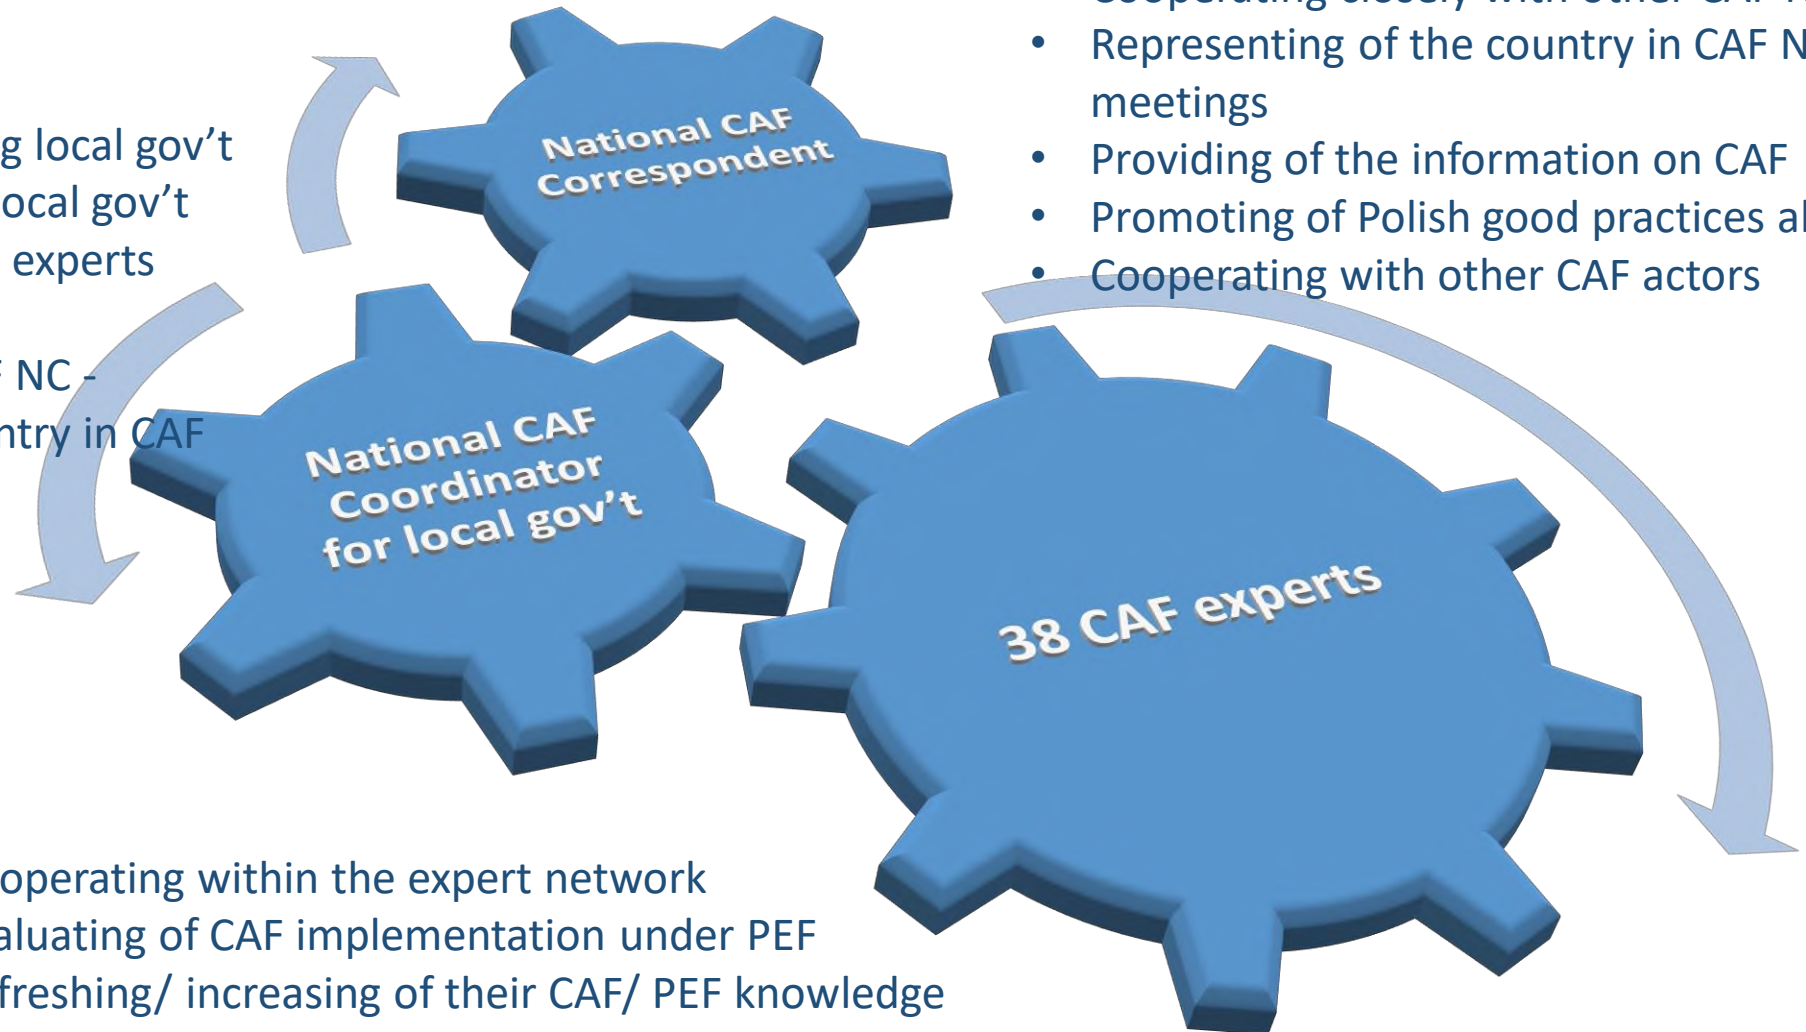 Representing of the country in CAF N
meetings
• Providing of the information on CAF
• Promoting of Polish good practices
• Cooperating with other CAF actors
National CAF
Correspondent
g local gov't
local gov't
experts
F NC -
ntry in CAF
National CAF
Coordinator
for local gov't
38 CAF experts
operating within the expert network
aluating of CAF implementation under PEF
freshing/ increasing of their CAF/ PEF knowledge